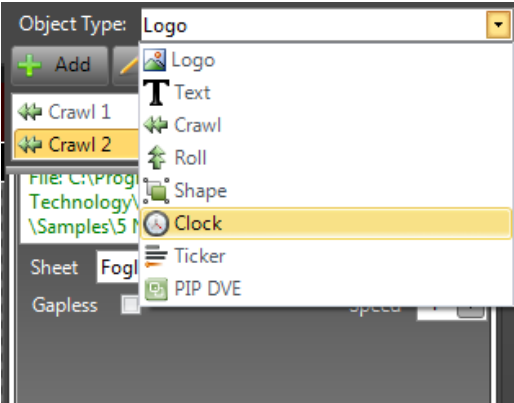 Object Type: Logo
Add
Logo
Text
Crawl
Roll
Shape
Clock
Ticker
PIP DVE
Crawl 1
Crawl 2
File: C:\Progr
Technology\
\Samples\5
Sheet Fogl
Gapless
Speed